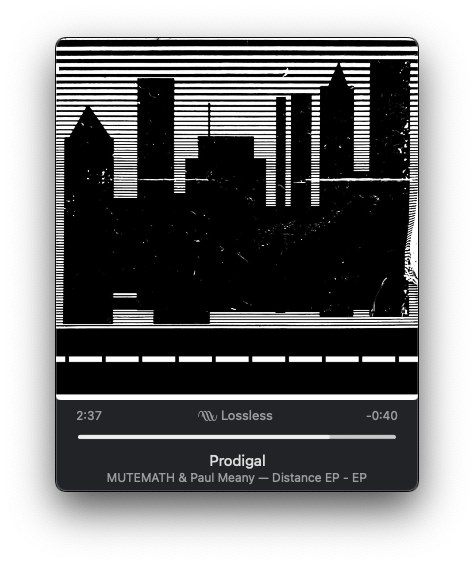 2:37 Lossless -0:40
Prodigal
MUTEMATH & Paul Meany — Distance EP - EP